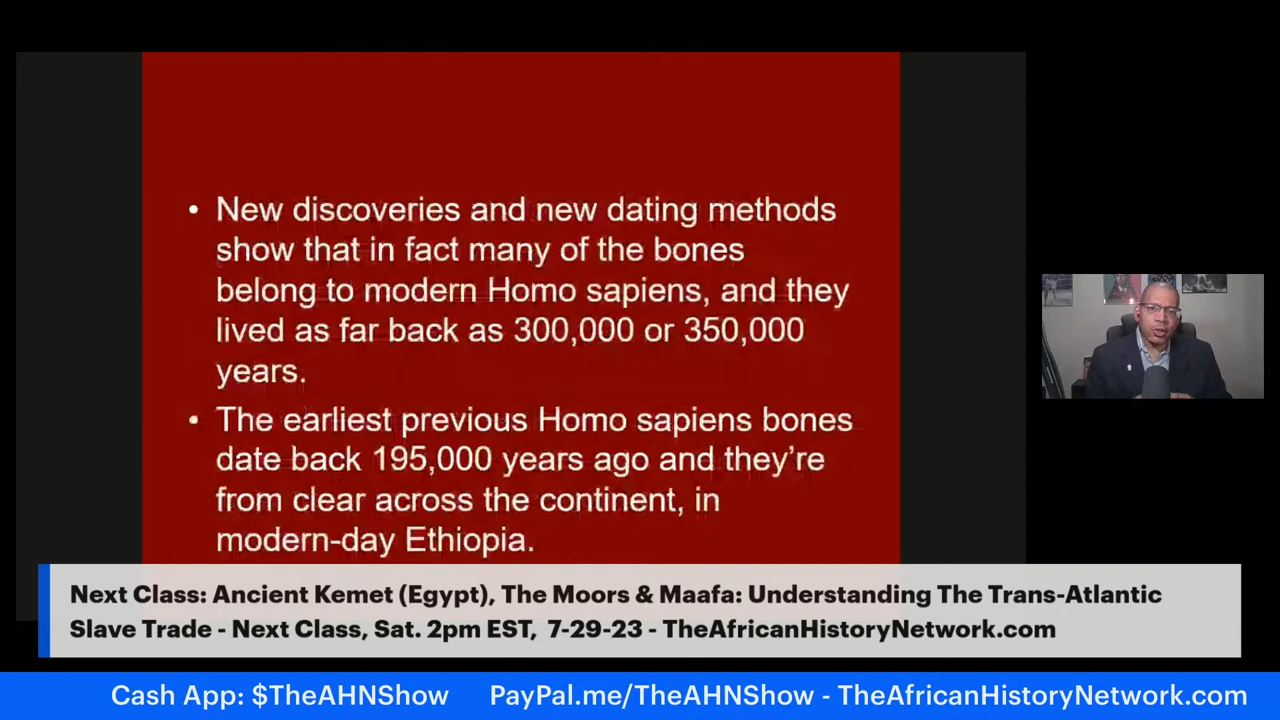 • New discoveries and new dating methods
show that in fact many of the bones
belong to modern Homo sapiens, and they
lived as far back as 300,000 or 350,000
years.
• The earliest previous Homo sapiens bones
date back 195,000 years ago and they're
from clear across the continent, in
modern-day Ethiopia.
Next Class: Ancient Kemet (Egypt), The Moors & Maafa: Understanding The Trans-Atlantic
Slave Trade - Next Class, Sat. 2pm EST, 7-29-23 - TheAfricanHistoryNetwork.com
Cash App: $TheAHNShow PayPal.me/TheAHNShow - TheAfricanHistoryNetwork.com